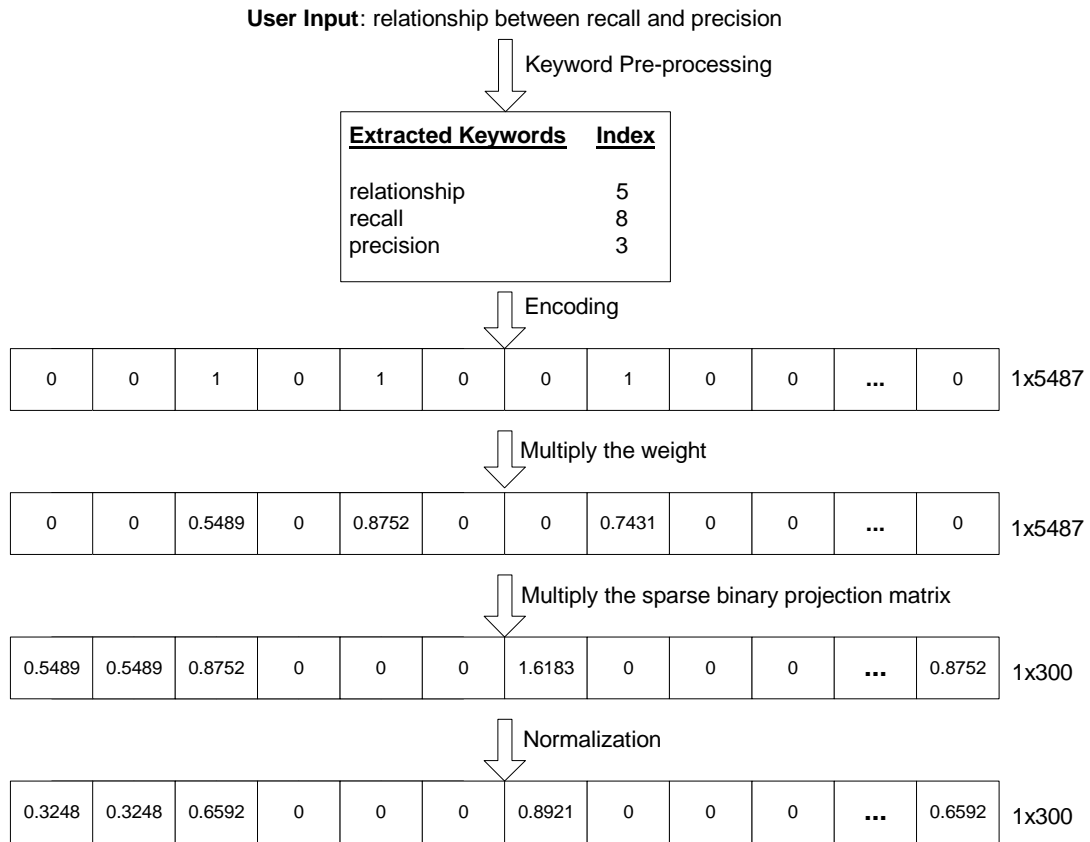 User Input: relationship between recall and precision
Keyword Pre-processing
Extracted Keywords Index
relationship 5
recall 8
precision 3
Encoding
0 0 1 0 1 0 0 1 0 0 ... 0 1x5487
Multiply the weight
0 0 0.5489 0 0.8752 0 0 0.7431 0 0 ... 0 1x5487
Multiply the sparse binary projection matrix
0.5489 0.5489 0.8752 0 0 0 1.6183 0 0 0 ... 0.8752 1x300
Normalization
0.3248 0.3248 0.6592 0 0 0 0.8921 0 0 0 ... 0.6592 1x300